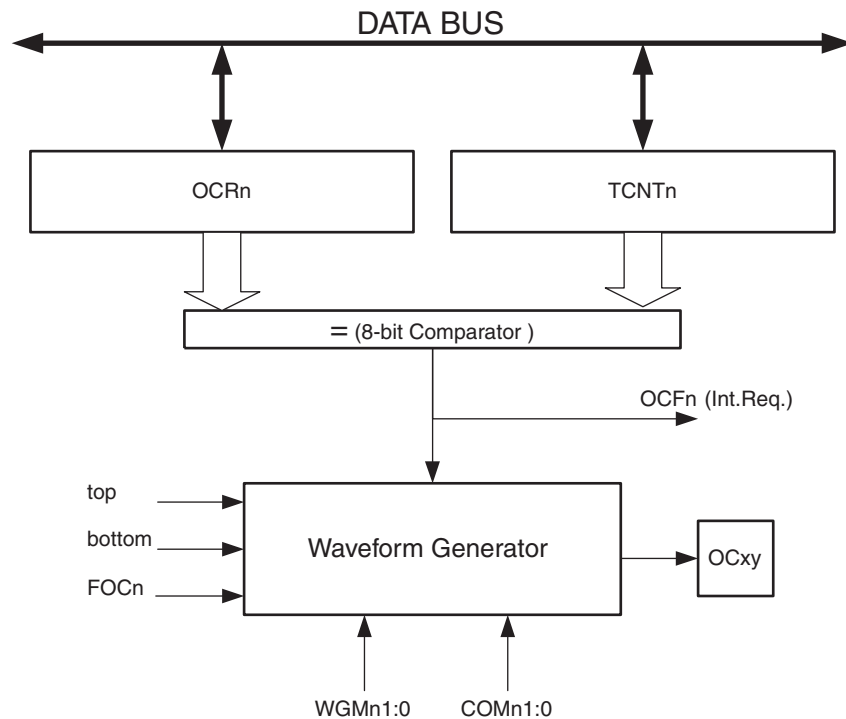 DATA BUS
OCRn
TCNTn
= (8-bit Comparator )
OCFn (Int.Req.)
top
bottom
FOCn
Waveform Generator
OCxy
WGMn1:0
COMn1:0